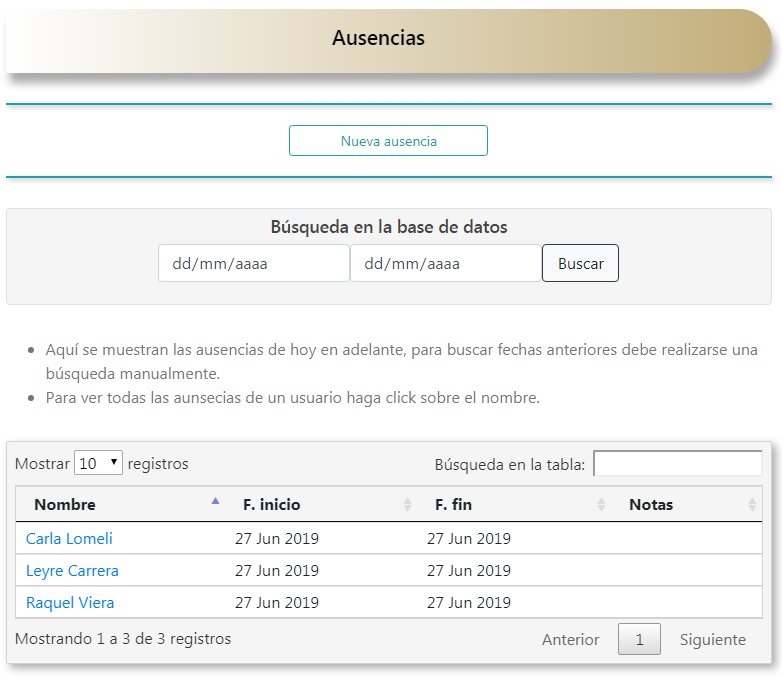 Ausencias
Nueva ausencia
Búsqueda en la base de datos
dd/mm/aaaa dd/mm/aaaa Buscar
Aquí se muestran las ausencias de hoy en adelante, para buscar fechas anteriores debe realizarse una
búsqueda manualmente.
Para ver todas las aunsecias de un usuario haga click sobre el nombre.
Mostrar 10 registros Búsqueda en la tabla:
Nombre F. inicio F. fin Notas
Carla Lomeli 27 Jun 2019 27 Jun 2019
Leyre Carrera 27 Jun 2019 27 Jun 2019
Raquel Viera 27 Jun 2019 27 Jun 2019
Mostrando 1 a 3 de 3 registros Anterior 1 Siguiente